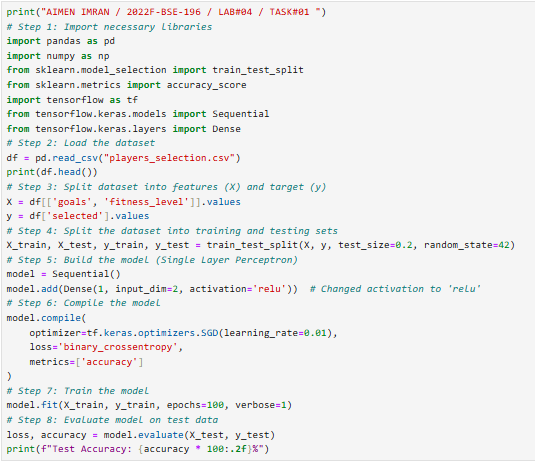 print("AIMEN IMRAN / 2022F-BSE-196 / LAB#04 / TASK#01 ")
# Step 1: Import necessary libraries
import pandas as pd
import numpy as np
from sklearn.model_selection import train_test_split
from sklearn.metrics import accuracy_score
import tensorflow as tf
from tensorflow.keras.models import Sequential
from tensorflow.keras.layers import Dense
# Step 2: Load the dataset
df = pd.read_csv("players_selection.csv")
print(df.head())
# Step 3: Split dataset into features (X) and target (y)
X = df[['goals', 'fitness_level']].values
y = df['selected'].values
# Step 4: Split the dataset into training and testing sets
X_train, X_test, y_train, y_test = train_test_split(X, y, test_size=0.2, random_state=42)
# Step 5: Build the model (Single Layer Perceptron)
model = Sequential()
model.add(Dense(1, input_dim=2, activation='relu'))  # Changed activation to 'relu'
# Step 6: Compile the model
model.compile(
    optimizer=tf.keras.optimizers.SGD(learning_rate=0.01),
    loss='binary_crossentropy',
    metrics=['accuracy']
)
# Step 7: Train the model
model.fit(X_train, y_train, epochs=100, verbose=1)
# Step 8: Evaluate model on test data
loss, accuracy = model.evaluate(X_test, y_test)
print(f"Test Accuracy: {accuracy * 100:.2f}%")